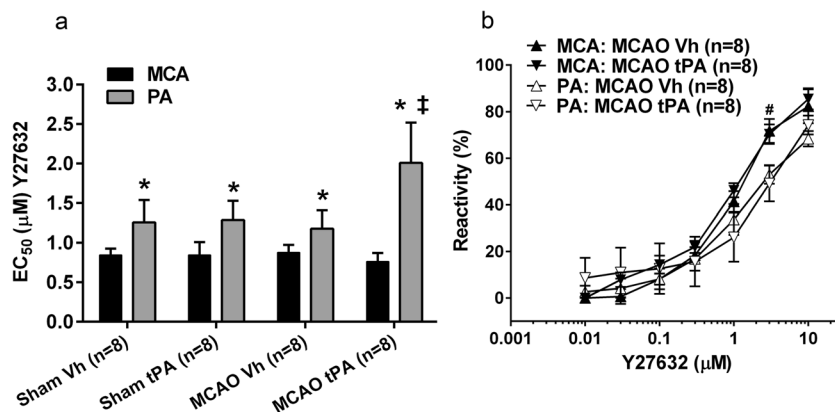 a
MCA
PA
EC₅₀ (μM) Y27632
3.0
2.5
2.0
1.5
1.0
0.5
0.0
*
*
*
* ‡
Sham Vh (n=8)
Sham tPA (n=8)
MCAO Vh (n=8)
MCAO tPA (n=8)
b
MCA: MCAO Vh (n=8)
MCA: MCAO tPA (n=8)
PA: MCAO Vh (n=8)
PA: MCAO tPA (n=8)
Reactivity (%)
100
80
60
40
20
0
#
0.001
0.01
0.1
1
10
Y27632 (μM)